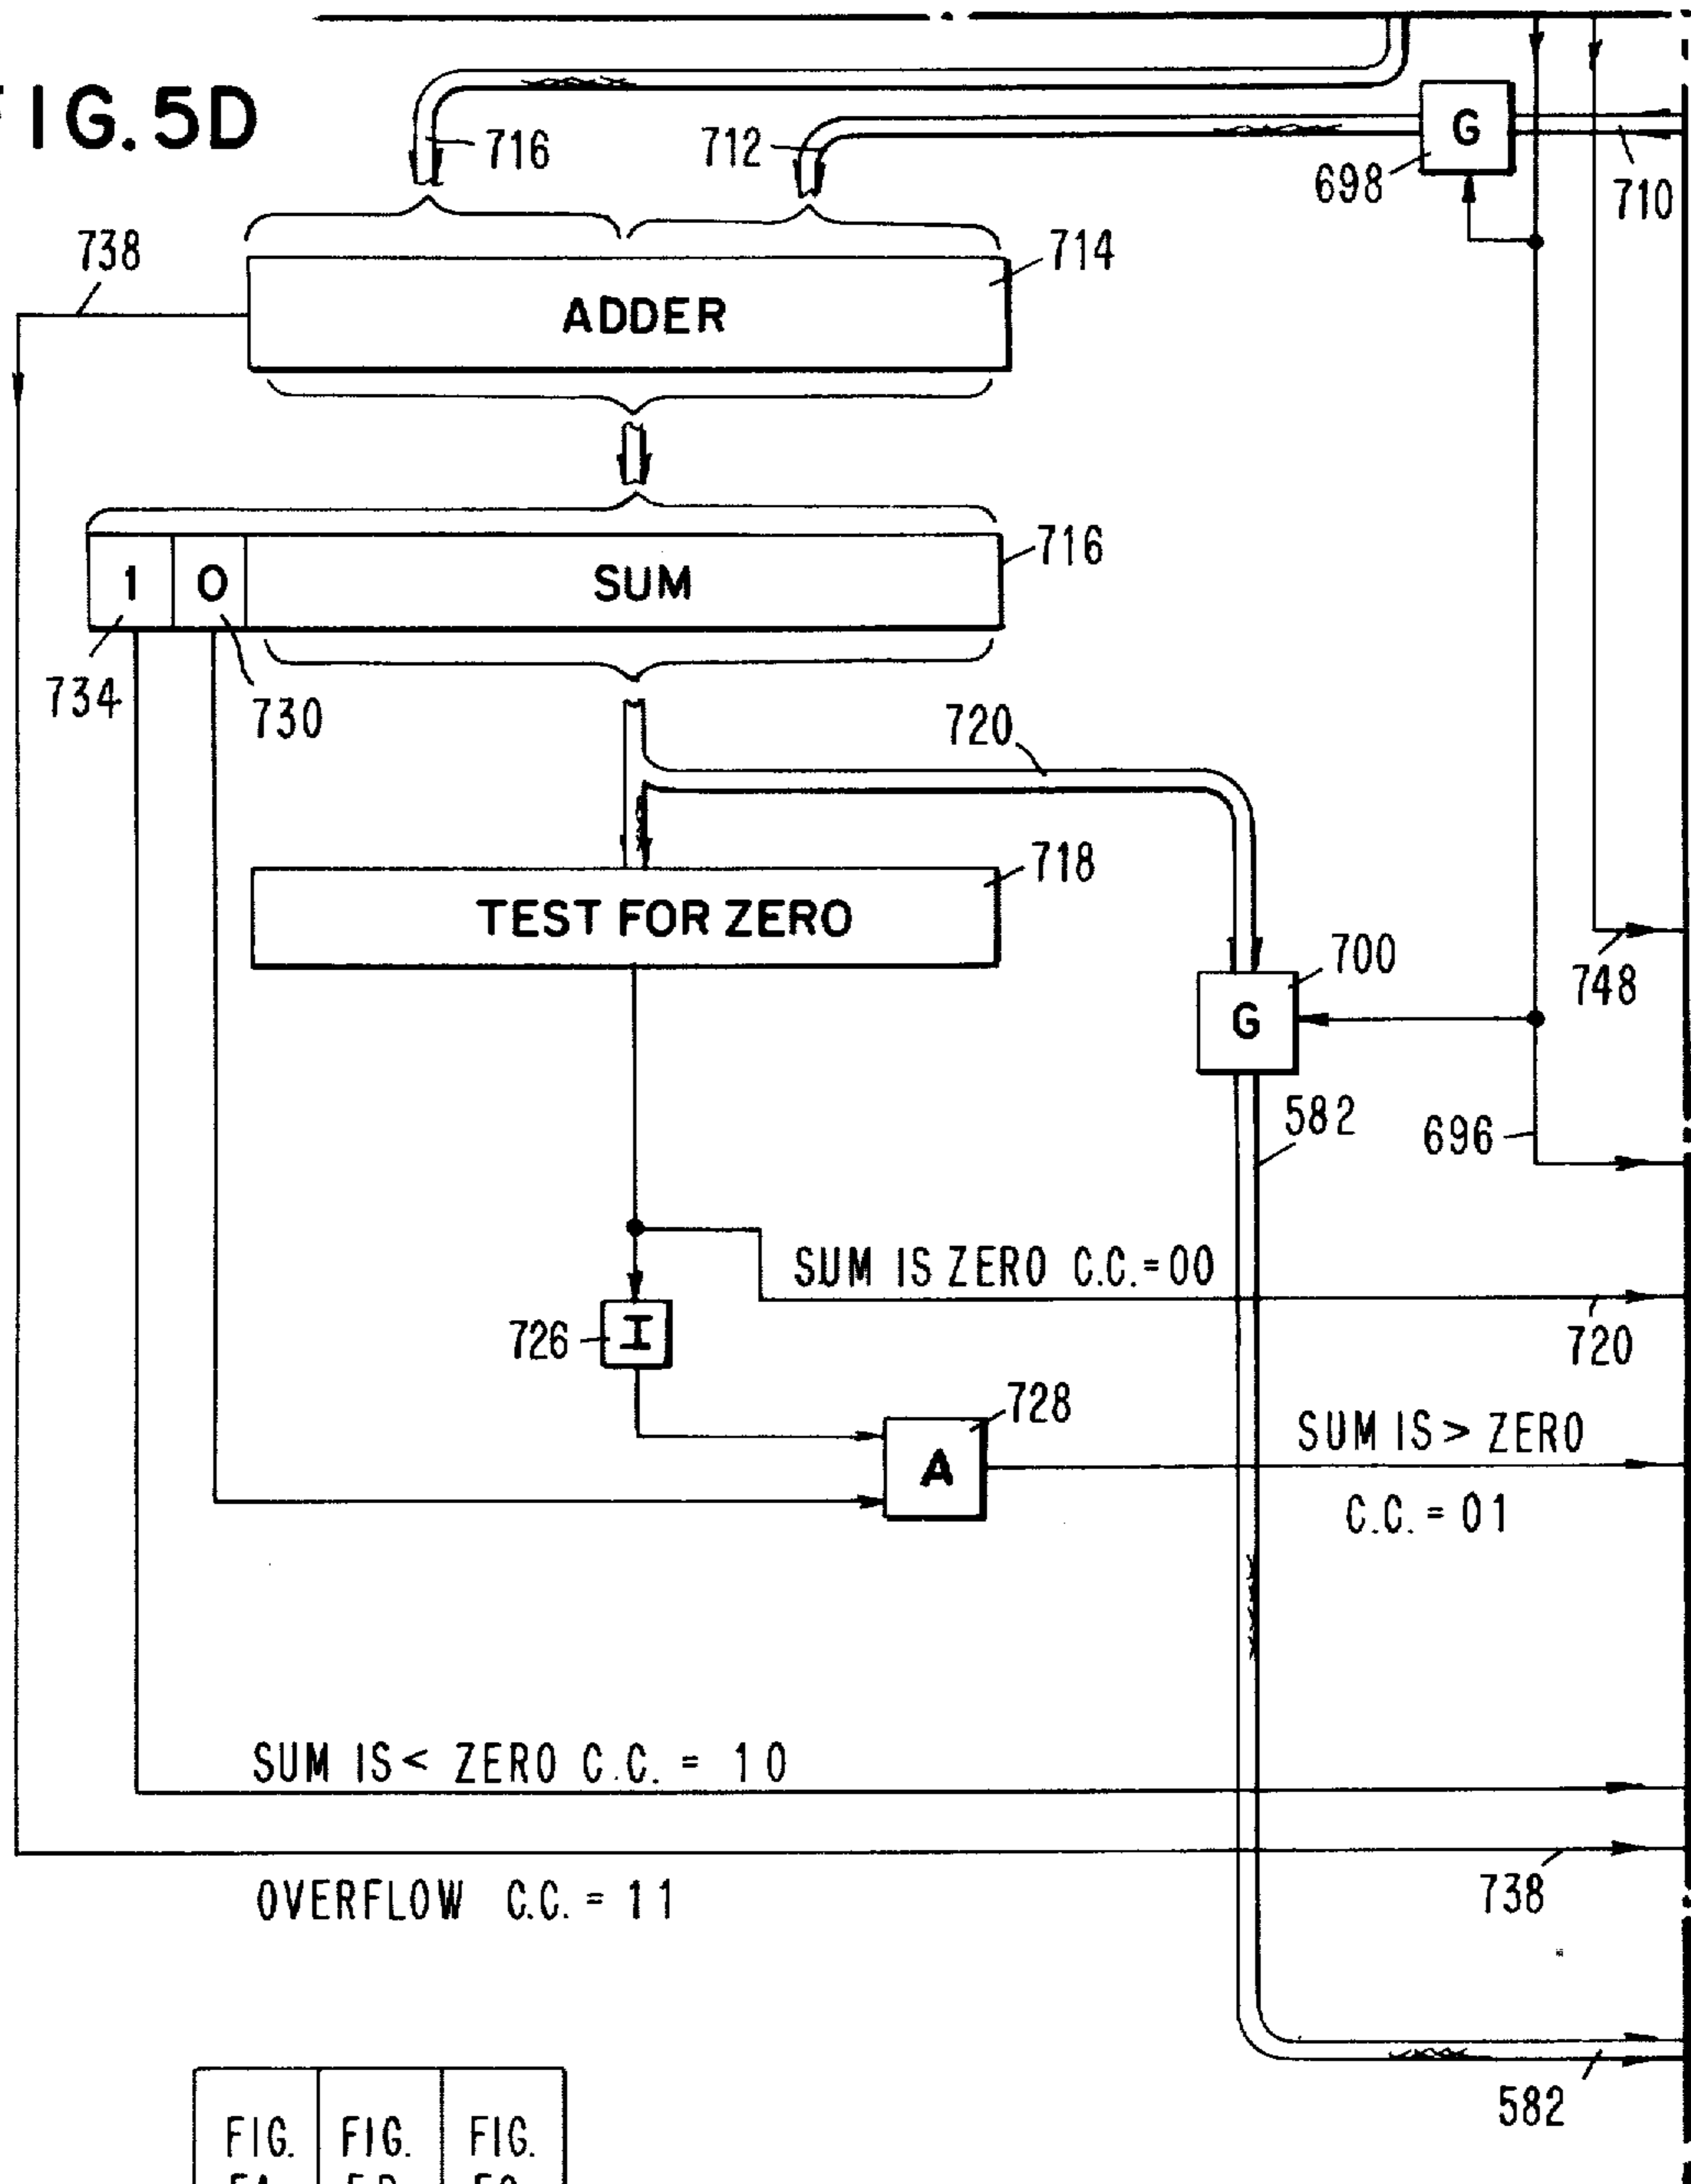 FIG. 5D
716
712
G
698
710
738
714
ADDER
716
1
0
SUM
734
730
720
718
TEST FOR ZERO
700
748
G
582
696
SUM IS ZERO C.C.=00
726
I
720
728
SUM IS > ZERO
A
C.C. = 01
SUM IS < ZERO C.C. = 10
738
OVERFLOW C.C. = 11
582
FIG. FIG. FIG.